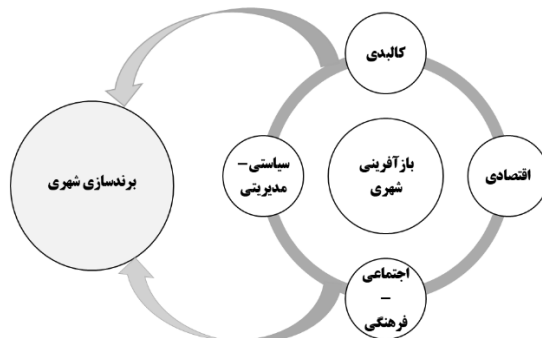 کالبدی
بازآفرینی
شهری
اقتصادی
سیاستی-
مدیریتی
برندسازی شهری
اجتماعی
-
فرهنگی